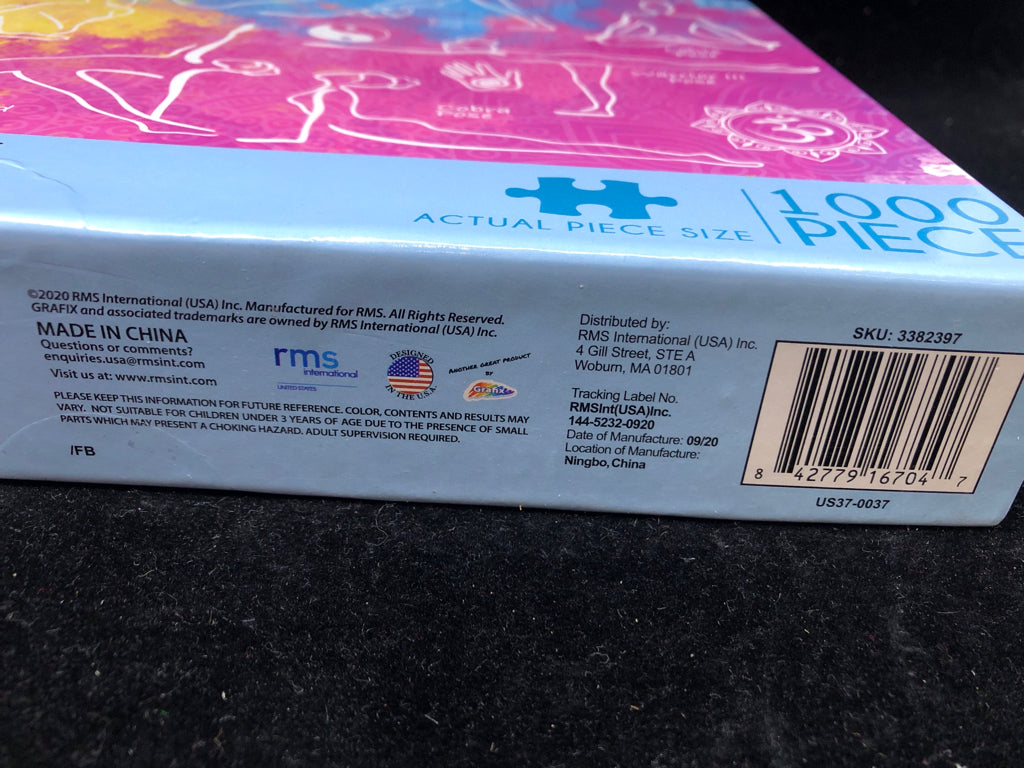 Cobra
Pose
Warrior III
Pose
Pose
ACTUAL PIECE SIZE
1000
PIECE
©2020 RMS International (USA) Inc. Manufactured for RMS. All Rights Reserved.
GRAFIX and associated trademarks are owned by RMS International (USA) Inc.
MADE IN CHINA
Questions or comments?
enquiries.usa@rmsint.com
Visit us at: www.rmsint.com
rms
international
UNITED STATES
DESIGNED
IN THE U.S.A.
ANOTHER GREAT PRODUCT
BY
Grafix
PLEASE KEEP THIS INFORMATION FOR FUTURE REFERENCE. COLOR, CONTENTS AND RESULTS MAY
VARY. NOT SUITABLE FOR CHILDREN UNDER 3 YEARS OF AGE DUE TO THE PRESENCE OF SMALL
PARTS WHICH MAY PRESENT A CHOKING HAZARD. ADULT SUPERVISION REQUIRED.
/FB
Distributed by:
RMS International (USA) Inc.
4 Gill Street, STE A
Woburn, MA 01801
Tracking Label No.
RMSInt(USA)Inc.
144-5232-0920
Date of Manufacture: 09/20
Location of Manufacture:
Ningbo,China
SKU: 3382397
8 42779 16704 7
US37-0037
ॐ